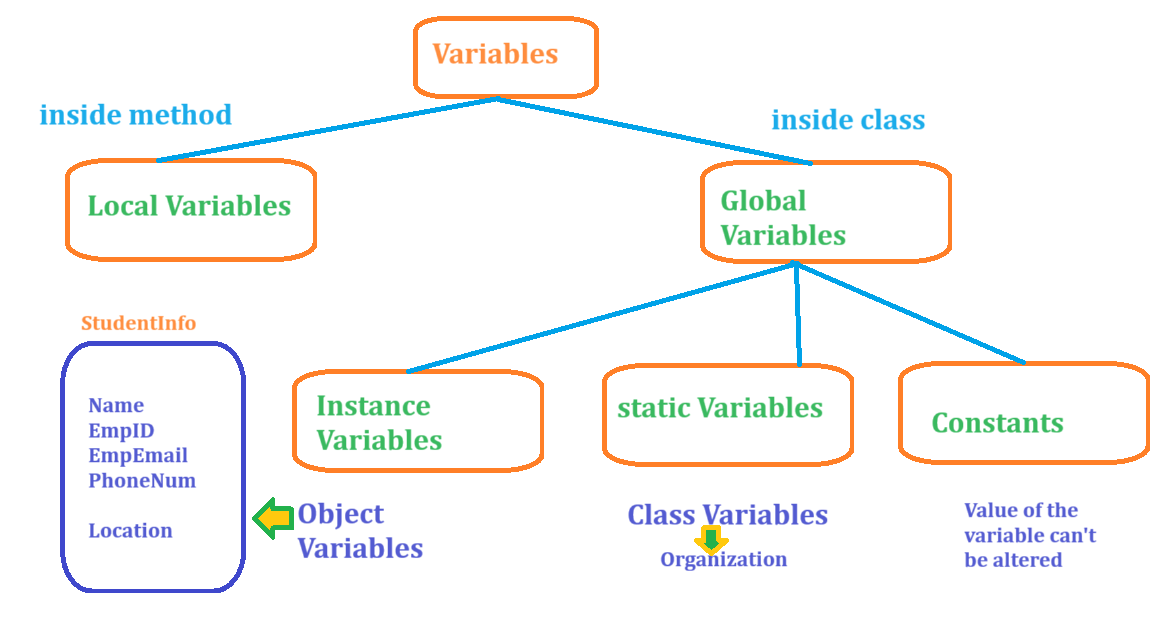 Variables
inside method
inside class
Local Variables
Global
Variables
StudentInfo
Name
EmpID
EmpEmail
PhoneNum
Location
Instance
Variables
static Variables
Constants
Object
Variables
Class Variables
Organization
Value of the
variable can't
be altered